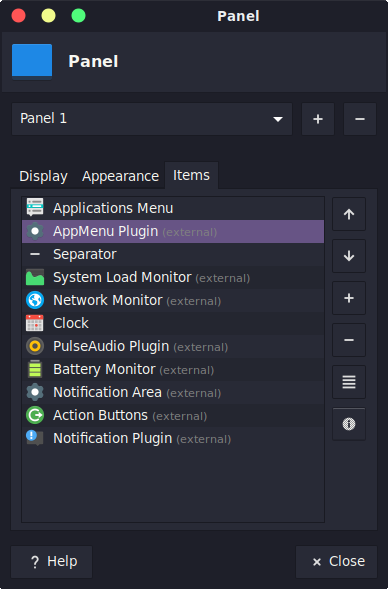 Panel
Panel
Panel 1
Display Appearance Items
Applications Menu
AppMenu Plugin (external)
Separator
System Load Monitor (external)
Network Monitor (external)
Clock
PulseAudio Plugin (external)
Battery Monitor (external)
Notification Area (external)
Action Buttons (external)
Notification Plugin (external)
? Help
× Close